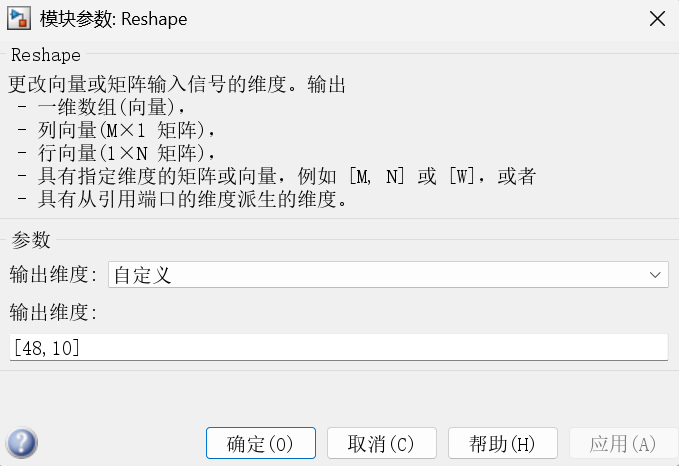 模块参数: Reshape
Reshape
更改向量或矩阵输入信号的维度。输出
- 一维数组(向量),
- 列向量(M×1 矩阵),
- 行向量(1×N 矩阵),
- 具有指定维度的矩阵或向量, 例如 [M, N] 或 [W], 或者
- 具有从引用端口的维度派生的维度。
参数
输出维度: 自定义
输出维度:
[48,10]
确定(O) 取消(C) 帮助(H) 应用(A)